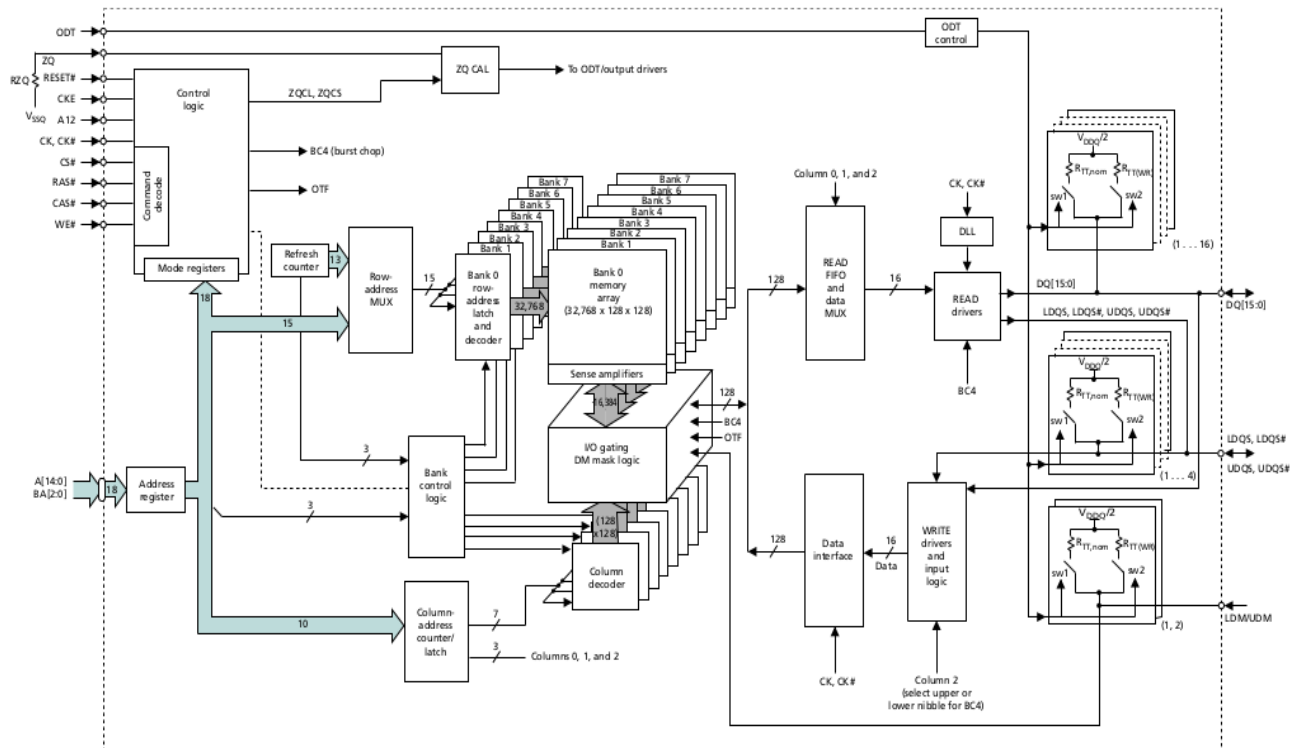 ODT
ODT
control
ZQ
RZQ
VSSQ
RESET#
CKE
A12
CK, CK#
CS#
RAS#
CAS#
WE#
Control
logic
Command
decode
Mode registers
ZQCL, ZQCS
ZQ CAL
To ODT/output drivers
BC4 (burst chop)
OTF
Refresh
counter
13
Row-
address
MUX
15
18
15
Bank 7
Bank 6
Bank 5
Bank 4
Bank 3
Bank 2
Bank 1
Bank 0
row-
address
latch
and
decoder
32,768
Bank 7
Bank 6
Bank 5
Bank 4
Bank 3
Bank 2
Bank 1
Bank 0
memory
array
(32,768 x 128 x 128)
Sense amplifiers
16,384
I/O gating
DM mask logic
128
BC4
OTF
(128
x128)
Column
decoder
3
Bank
control
logic
3
A[14:0]
BA[2:0]
18
Address
register
10
Column-
address
counter/
latch
7
3
Columns 0, 1, and 2
Column 0, 1, and 2
128
READ
FIFO
and
data
MUX
16
CK, CK#
DLL
READ
drivers
BC4
DQ[15:0]
LDQS, LDQS#, UDQS, UDQS#
128
Data
interface
16
Data
WRITE
drivers
and
input
logic
CK, CK#
Column 2
(select upper or
lower nibble for BC4)
VDDQ/2
RTT,nom
RTT(WR)
sw1
sw2
(1 . . . 16)
DQ[15:0]
VDDQ/2
RTT,nom
RTT(WR)
sw1
sw2
(1 . . . 4)
LDQS, LDQS#
UDQS, UDQS#
VDDQ/2
RTT,nom
RTT(WR)
sw1
sw2
(1, 2)
LDM/UDM